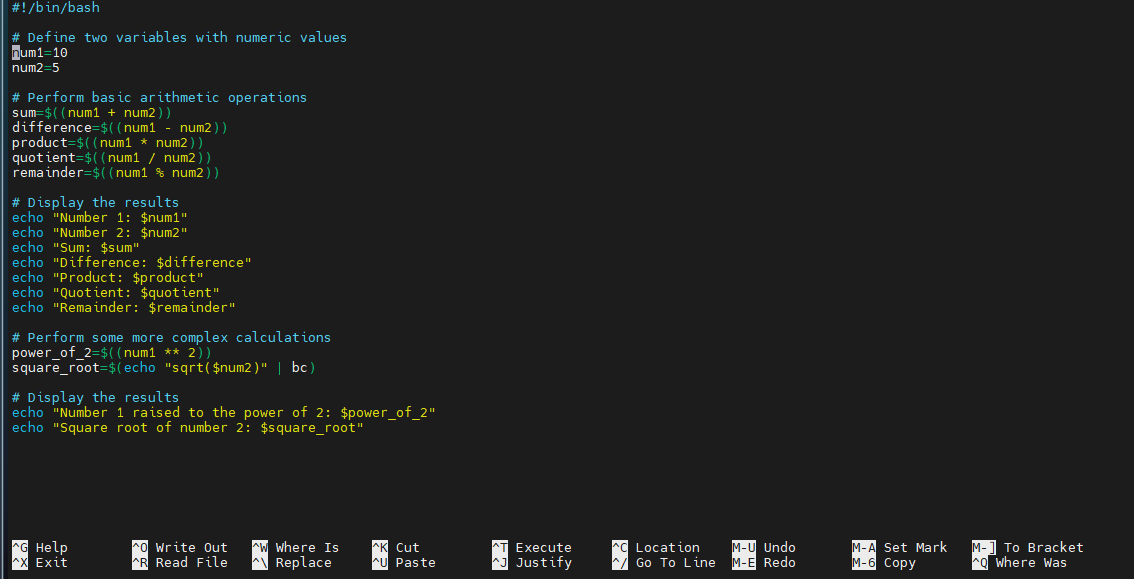 #!/bin/bash
# Define two variables with numeric values
num1=10
num2=5
# Perform basic arithmetic operations
sum=$((num1 + num2))
difference=$((num1 - num2))
product=$((num1 * num2))
quotient=$((num1 / num2))
remainder=$((num1 % num2))
# Display the results
echo "Number 1: $num1"
echo "Number 2: $num2"
echo "Sum: $sum"
echo "Difference: $difference"
echo "Product: $product"
echo "Quotient: $quotient"
echo "Remainder: $remainder"
# Perform some more complex calculations
power_of_2=$((num1 ** 2))
square_root=$(echo "sqrt($num2)" | bc)
# Display the results
echo "Number 1 raised to the power of 2: $power_of_2"
echo "Square root of number 2: $square_root"
^G Help ^O Write Out ^W Where Is ^K Cut ^T Execute ^C Location M-U Undo M-A Set Mark M-] To Bracket
^X Exit ^R Read File ^\ Replace ^U Paste ^J Justify ^/ Go To Line M-E Redo M-6 Copy ^Q Where Was